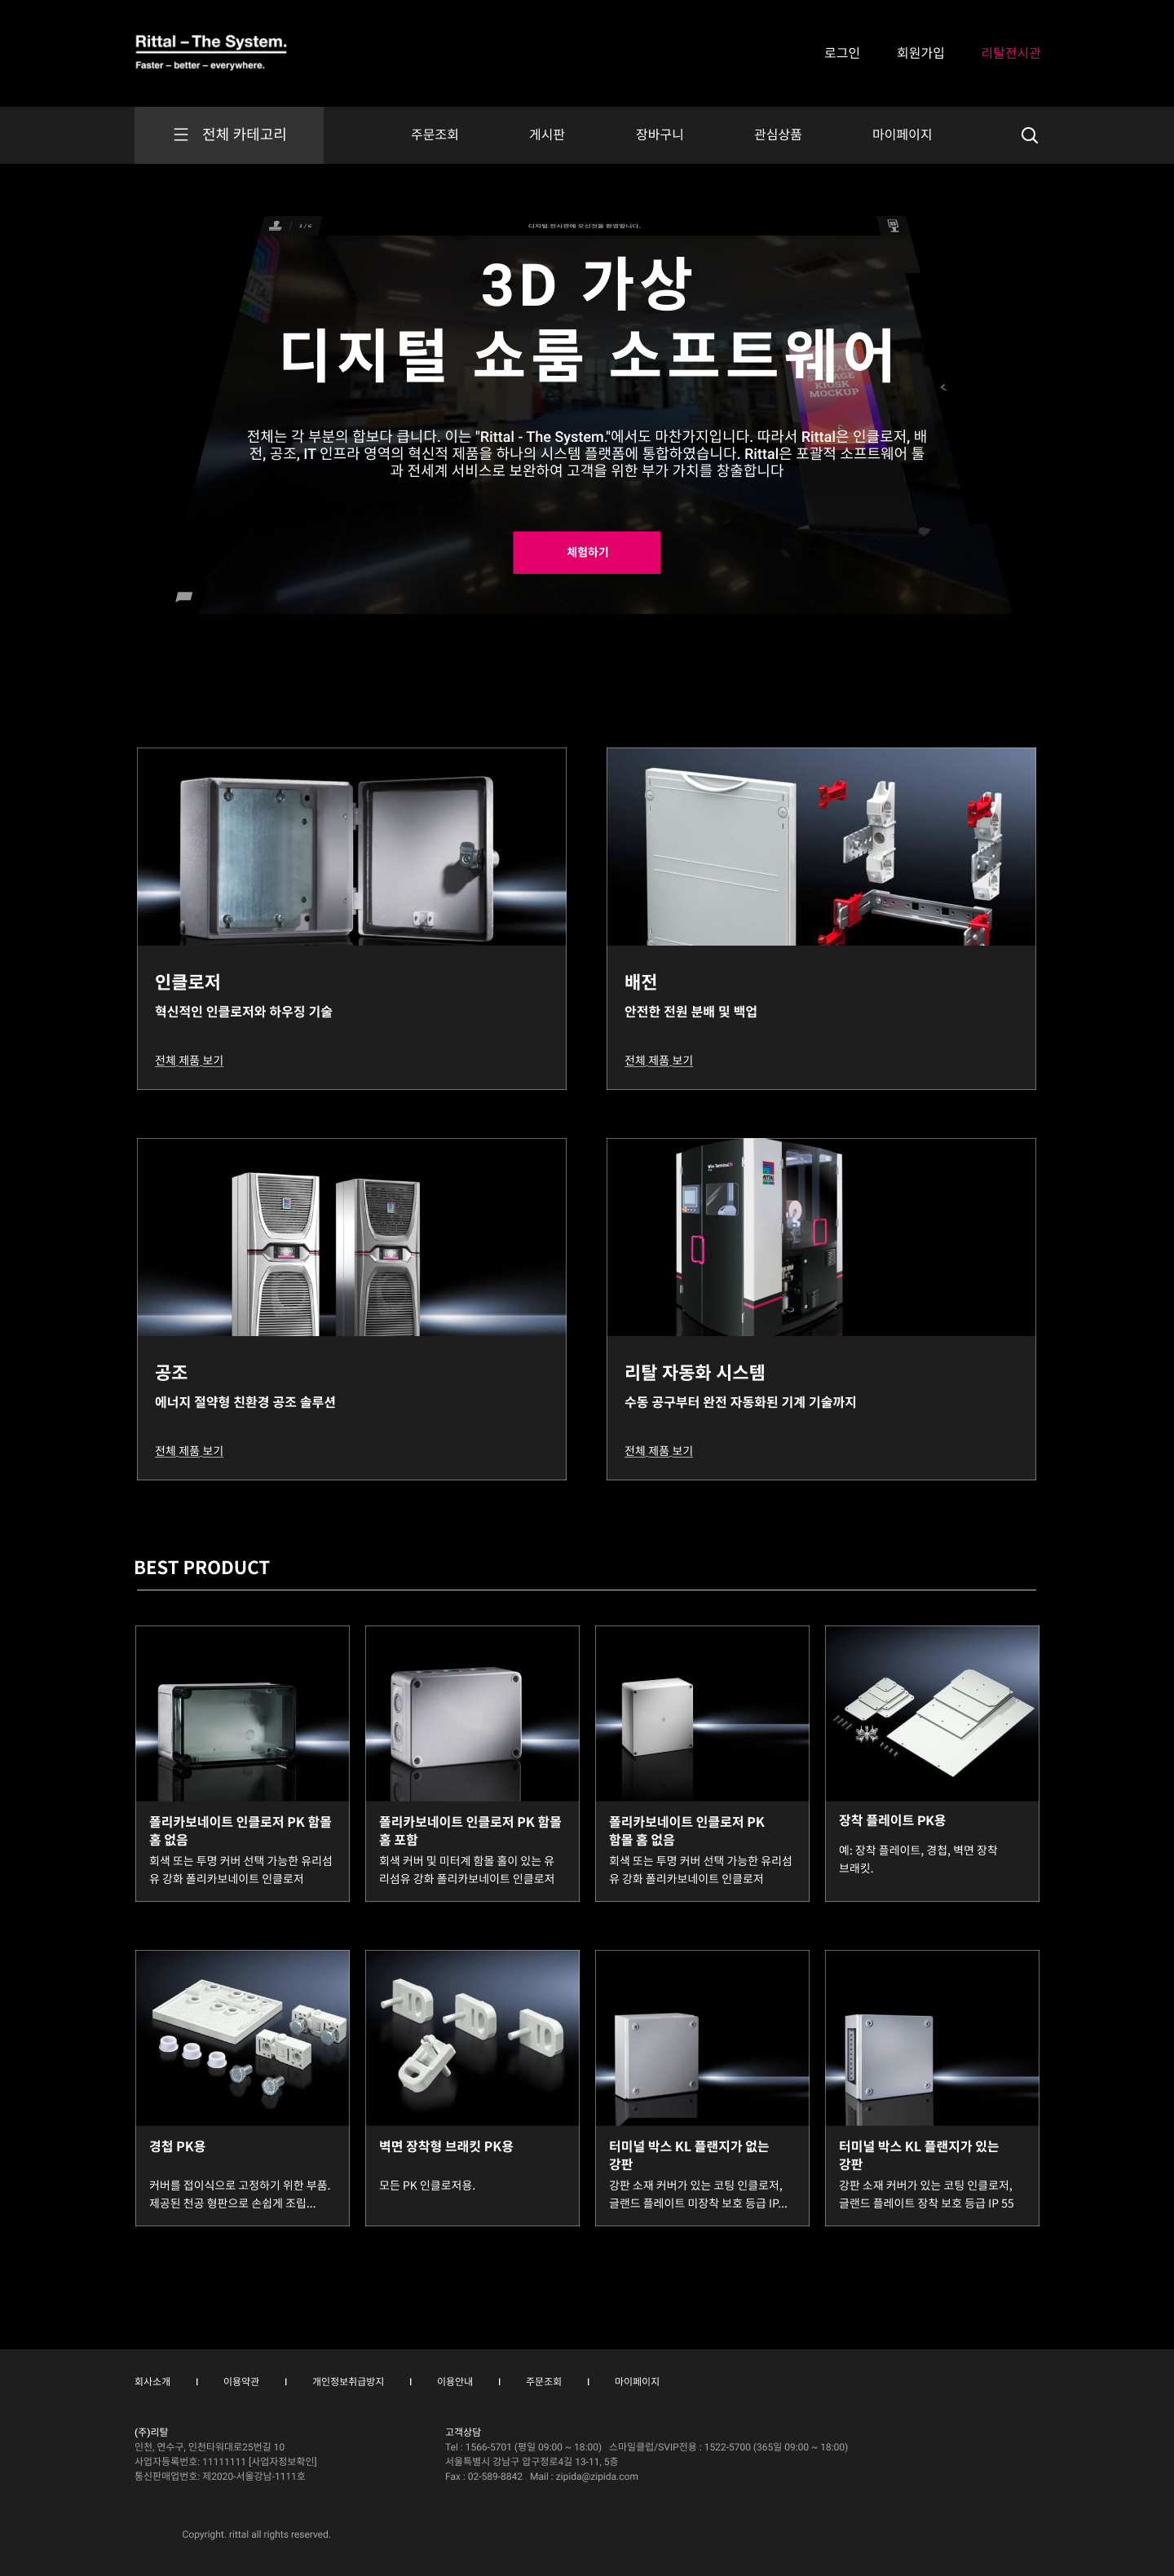 Rittal – The System.
Faster – better – everywhere.
로그인 회원가입 리탈전시관
전체 카테고리 주문조회 게시판 장바구니 관심상품 마이페이지
디지털 전시관에 오신것을 환영합니다.
3D 가상
디지털 쇼룸 소프트웨어
KIOSK
MOCKUP
전체는 각 부분의 합보다 큽니다. 이는 "Rittal - The System."에서도 마찬가지입니다. 따라서 Rittal은 인클로저, 배
전, 공조, IT 인프라 영역의 혁신적 제품을 하나의 시스템 플랫폼에 통합하였습니다. Rittal은 포괄적 소프트웨어 툴
과 전세계 서비스로 보완하여 고객을 위한 부가 가치를 창출합니다
체험하기
인클로저
혁신적인 인클로저와 하우징 기술
전체 제품 보기
배전
안전한 전원 분배 및 백업
전체 제품 보기
공조
에너지 절약형 친환경 공조 솔루션
전체 제품 보기
Wire Terminal
리탈 자동화 시스템
수동 공구부터 완전 자동화된 기계 기술까지
전체 제품 보기
BEST PRODUCT
폴리카보네이트 인클로저 PK 함몰
홈 없음
회색 또는 투명 커버 선택 가능한 유리섬
유 강화 폴리카보네이트 인클로저
폴리카보네이트 인클로저 PK 함몰
홈 포함
회색 커버 및 미터계 함몰 홀이 있는 유
리섬유 강화 폴리카보네이트 인클로저
폴리카보네이트 인클로저 PK
함몰 홈 없음
회색 또는 투명 커버 선택 가능한 유리섬
유 강화 폴리카보네이트 인클로저
장착 플레이트 PK용
예: 장착 플레이트, 경첩, 벽면 장착
브래킷.
경첩 PK용
커버를 접이식으로 고정하기 위한 부품.
제공된 천공 형판으로 손쉽게 조립...
벽면 장착형 브래킷 PK용
모든 PK 인클로저용.
터미널 박스 KL 플랜지가 없는
강판
강판 소재 커버가 있는 코팅 인클로저,
글랜드 플레이트 미장착 보호 등급 IP...
터미널 박스 KL 플랜지가 있는
강판
강판 소재 커버가 있는 코팅 인클로저,
글랜드 플레이트 장착 보호 등급 IP 55
회사소개 I 이용약관 I 개인정보취급방지 I 이용안내 I 주문조회 I 마이페이지
(주)리탈
인천, 연수구, 인천타워대로25번길 10
사업자등록번호: 11111111 [사업자정보확인]
통신판매업번호: 제2020-서울강남-1111호
고객상담
Tel : 1566-5701 (평일 09:00 ~ 18:00) 스마일클럽/SVIP전용 : 1522-5700 (365일 09:00 ~ 18:00)
서울특별시 강남구 압구정로4길 13-11, 5층
Fax : 02-589-8842 Mail : zipida@zipida.com
Copyright. rittal all rights reserved.